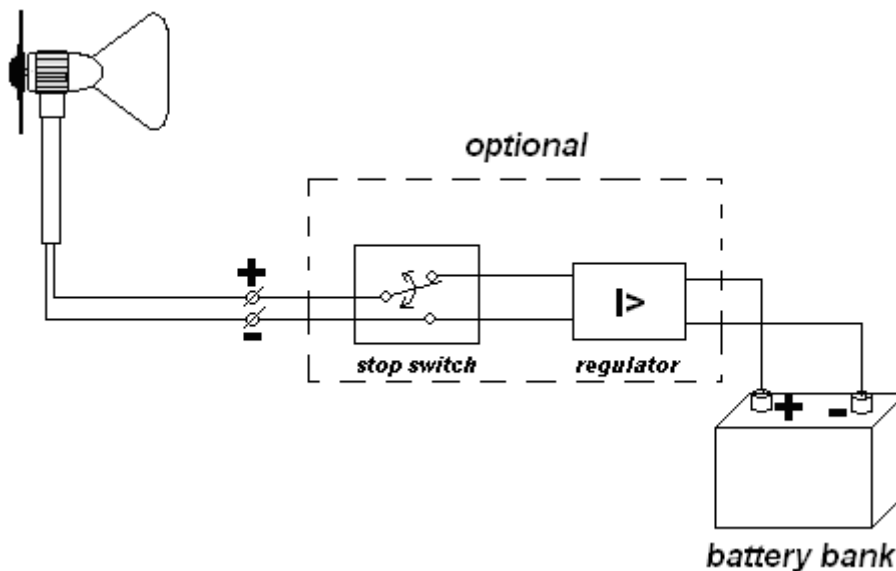 optional
+
-
stop switch
I>
regulator
+ -
battery bank